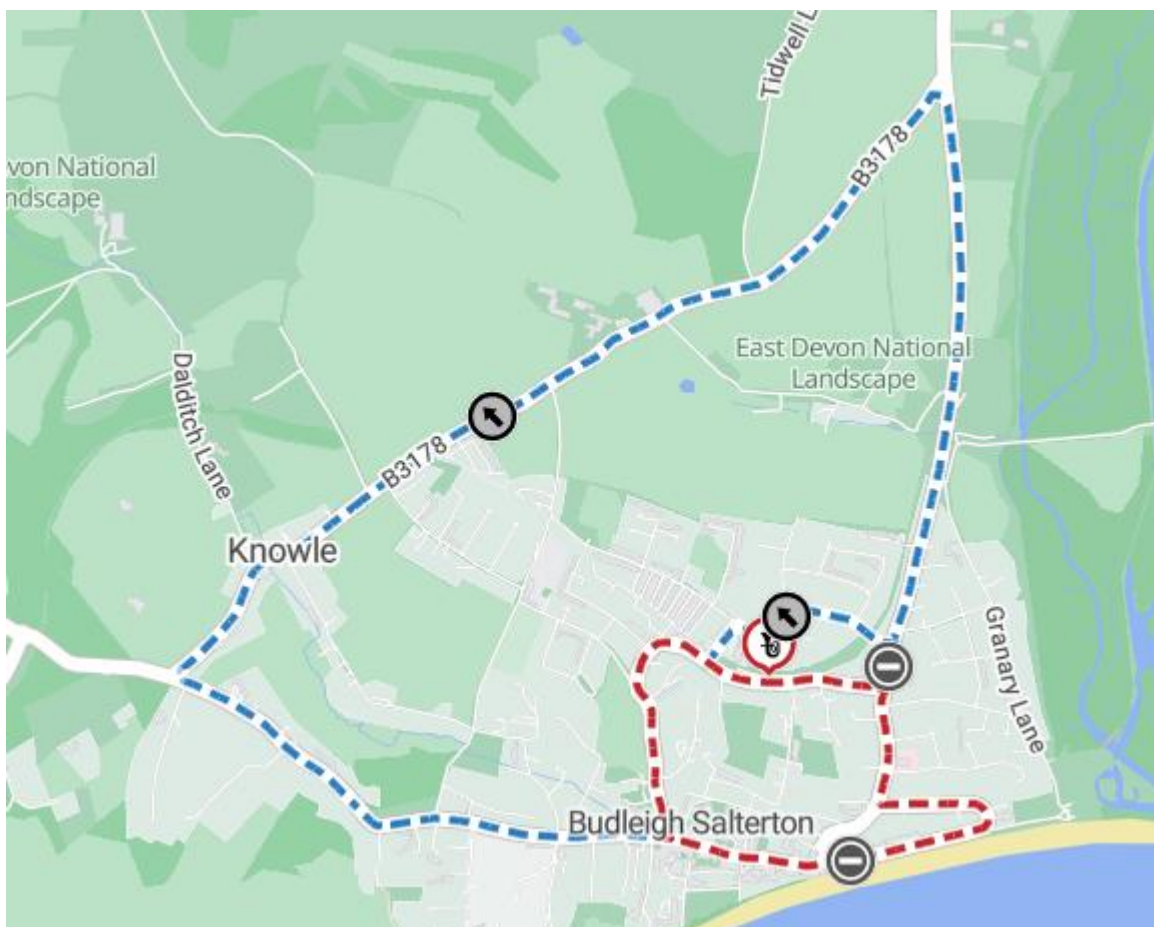 Tidwell L
B3178
von National
ndscape
East Devon National
Landscape
Dalditch Lane
B3178
Knowle
Granary Lane
Budleigh Salterton